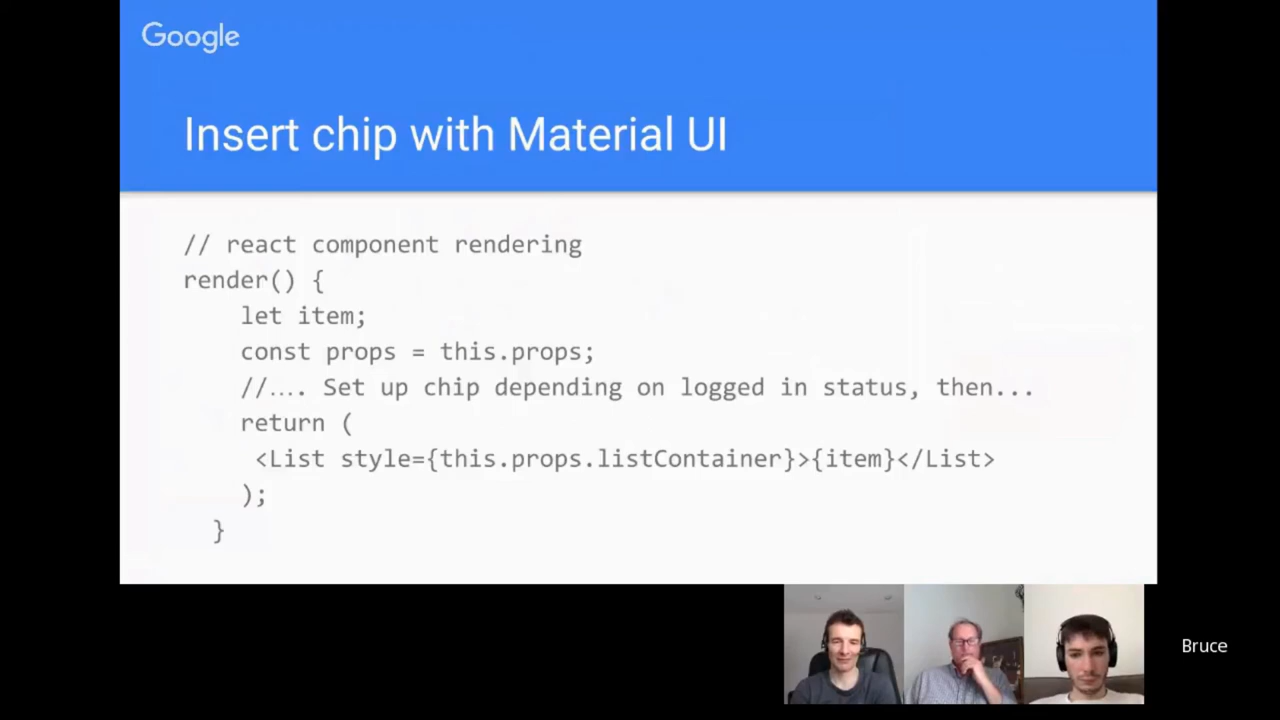 Google
Insert chip with Material UI
// react component rendering
render() {
let item;
const props = this.props;
//.... Set up chip depending on logged in status, then...
return (
<List style={this.props.listContainer}>{item}</List>
);
}
Bruce